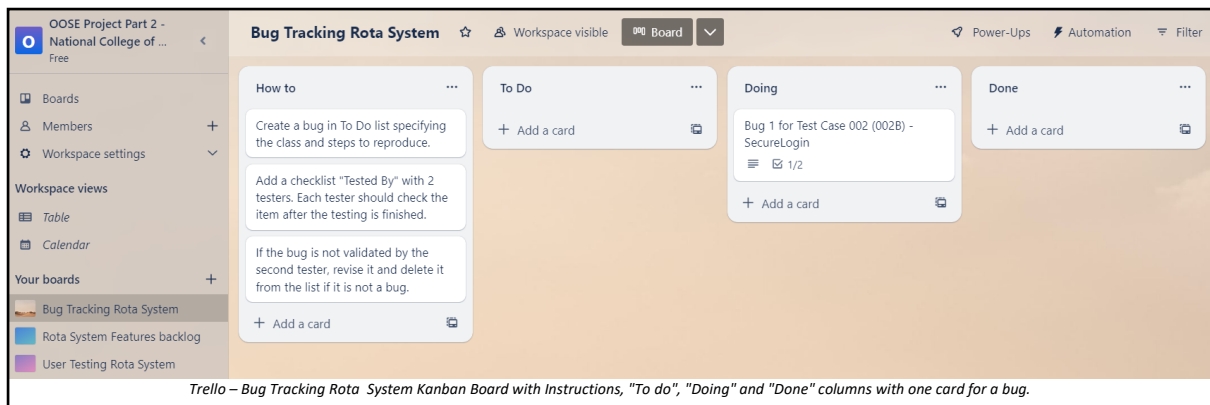 OOSE Project Part 2 -
O
National College of ...
Free
Boards
Members
Workspace settings
Workspace views
Table
Calendar
Your boards
Bug Tracking Rota System
Rota System Features backlog
User Testing Rota System
Bug Tracking Rota System
Workspace visible
Board
Power-Ups
Automation
Filter
How to
Create a bug in To Do list specifying
the class and steps to reproduce.
Add a checklist "Tested By" with 2
testers. Each tester should check the
item after the testing is finished.
If the bug is not validated by the
second tester, revise it and delete it
from the list if it is not a bug.
+ Add a card
To Do
+ Add a card
Doing
Bug 1 for Test Case 002 (002B) -
SecureLogin
1/2
+ Add a card
Done
+ Add a card
Trello – Bug Tracking Rota System Kanban Board with Instructions, "To do", "Doing" and "Done" columns with one card for a bug.